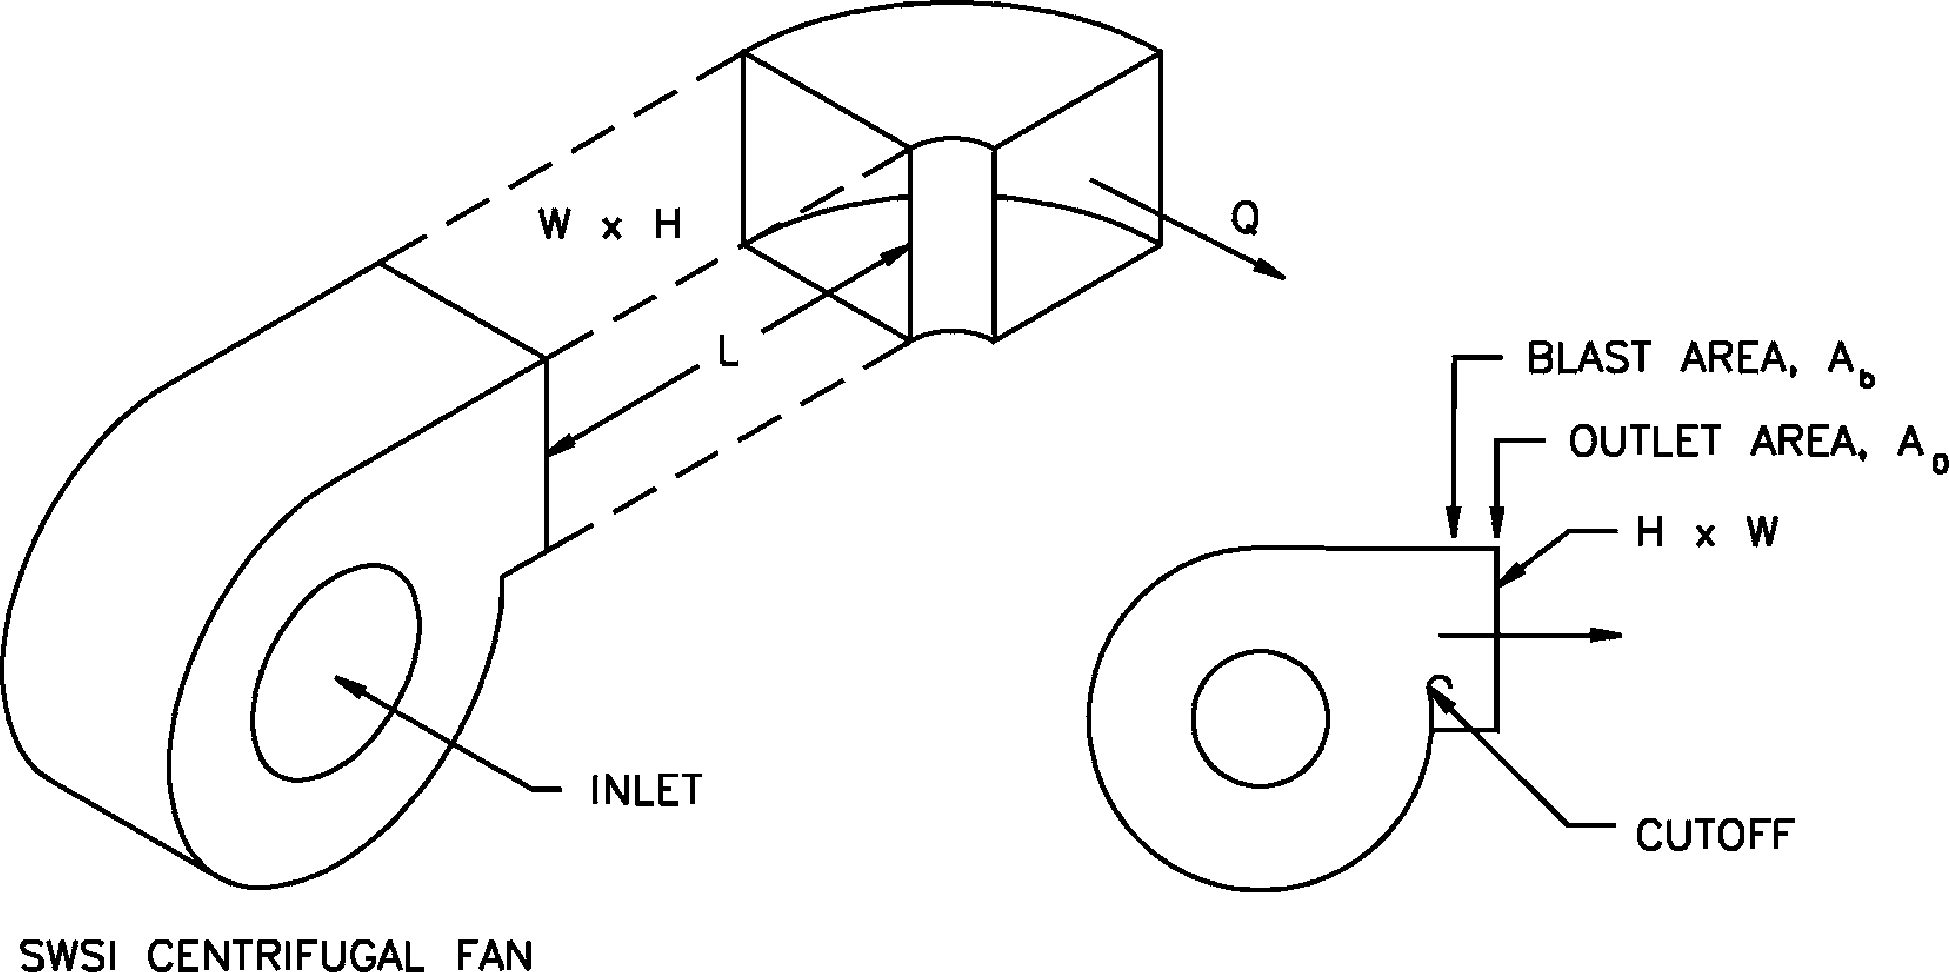 W x H
Q
L
BLAST AREA, Ab
OUTLET AREA, Ao
H x W
INLET
CUTOFF
SWSI CENTRIFUGAL FAN